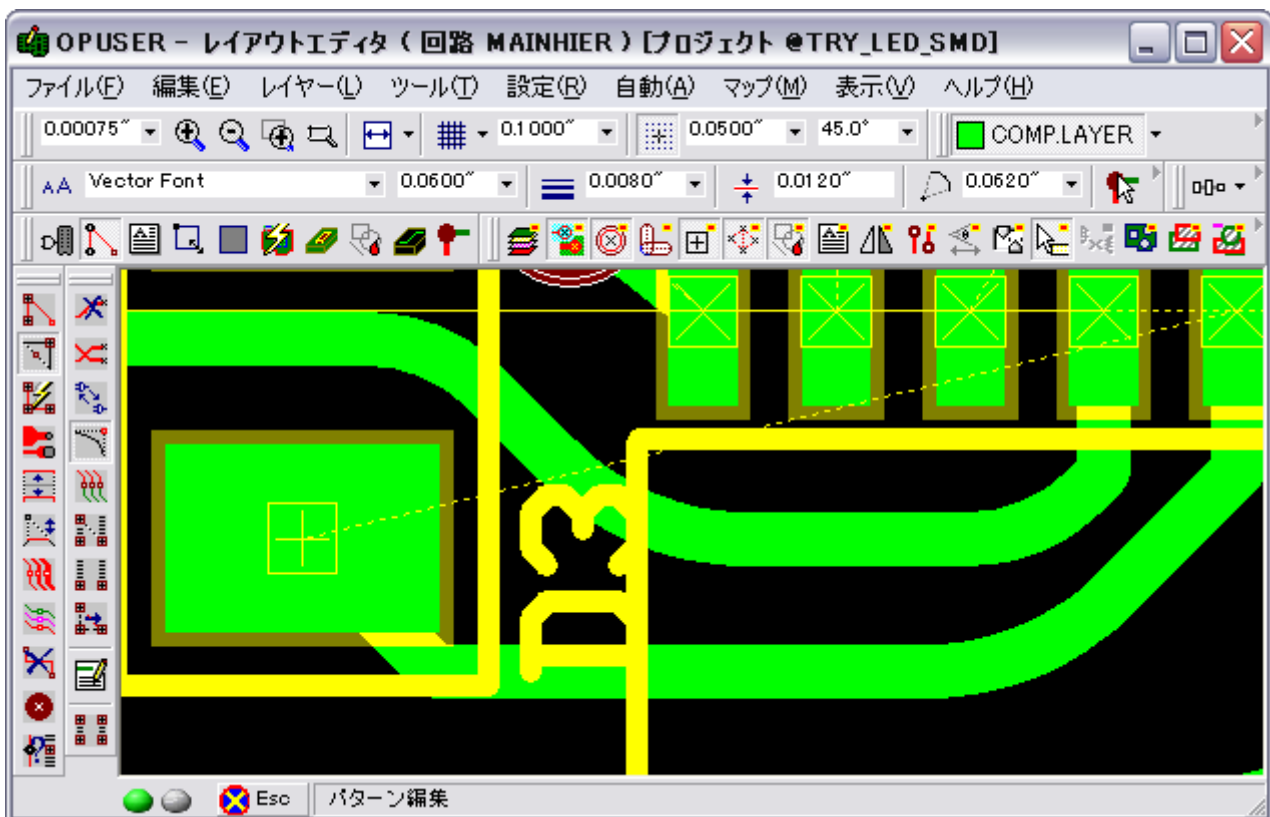 OPUSER - レイアウトエディタ ( 回路 MAINHIER ) [プロジェクト @TRY_LED_SMD]
ファイル(F) 編集(E) レイヤー(L) ツール(T) 設定(R) 自動(A) マップ(M) 表示(V) ヘルプ(H)
0.00075" 0.1000" 0.0500" 45.0° COMP.LAYER
AA Vector Font 0.0600" 0.0080" 0.0120" 0.0620"
D3
Esc パターン編集